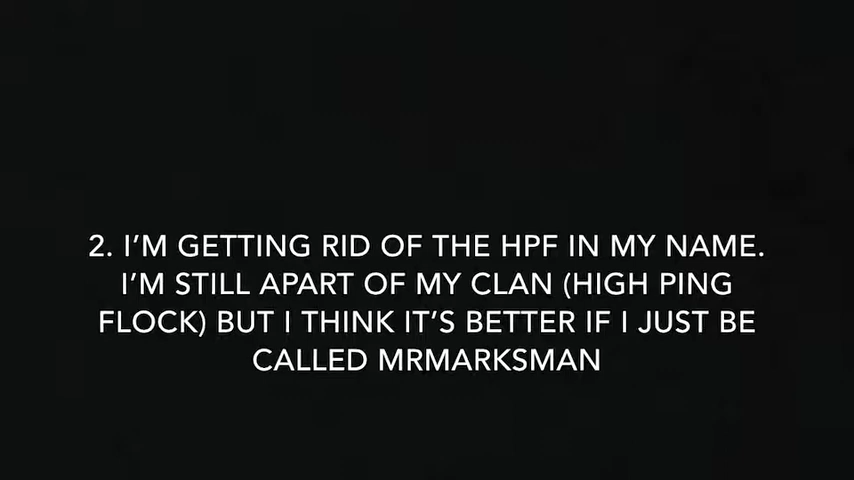 2. I’M GETTING RID OF THE HPF IN MY NAME.
I’M STILL APART OF MY CLAN (HIGH PING
FLOCK) BUT I THINK IT’S BETTER IF I JUST BE
CALLED MRMARKSMAN